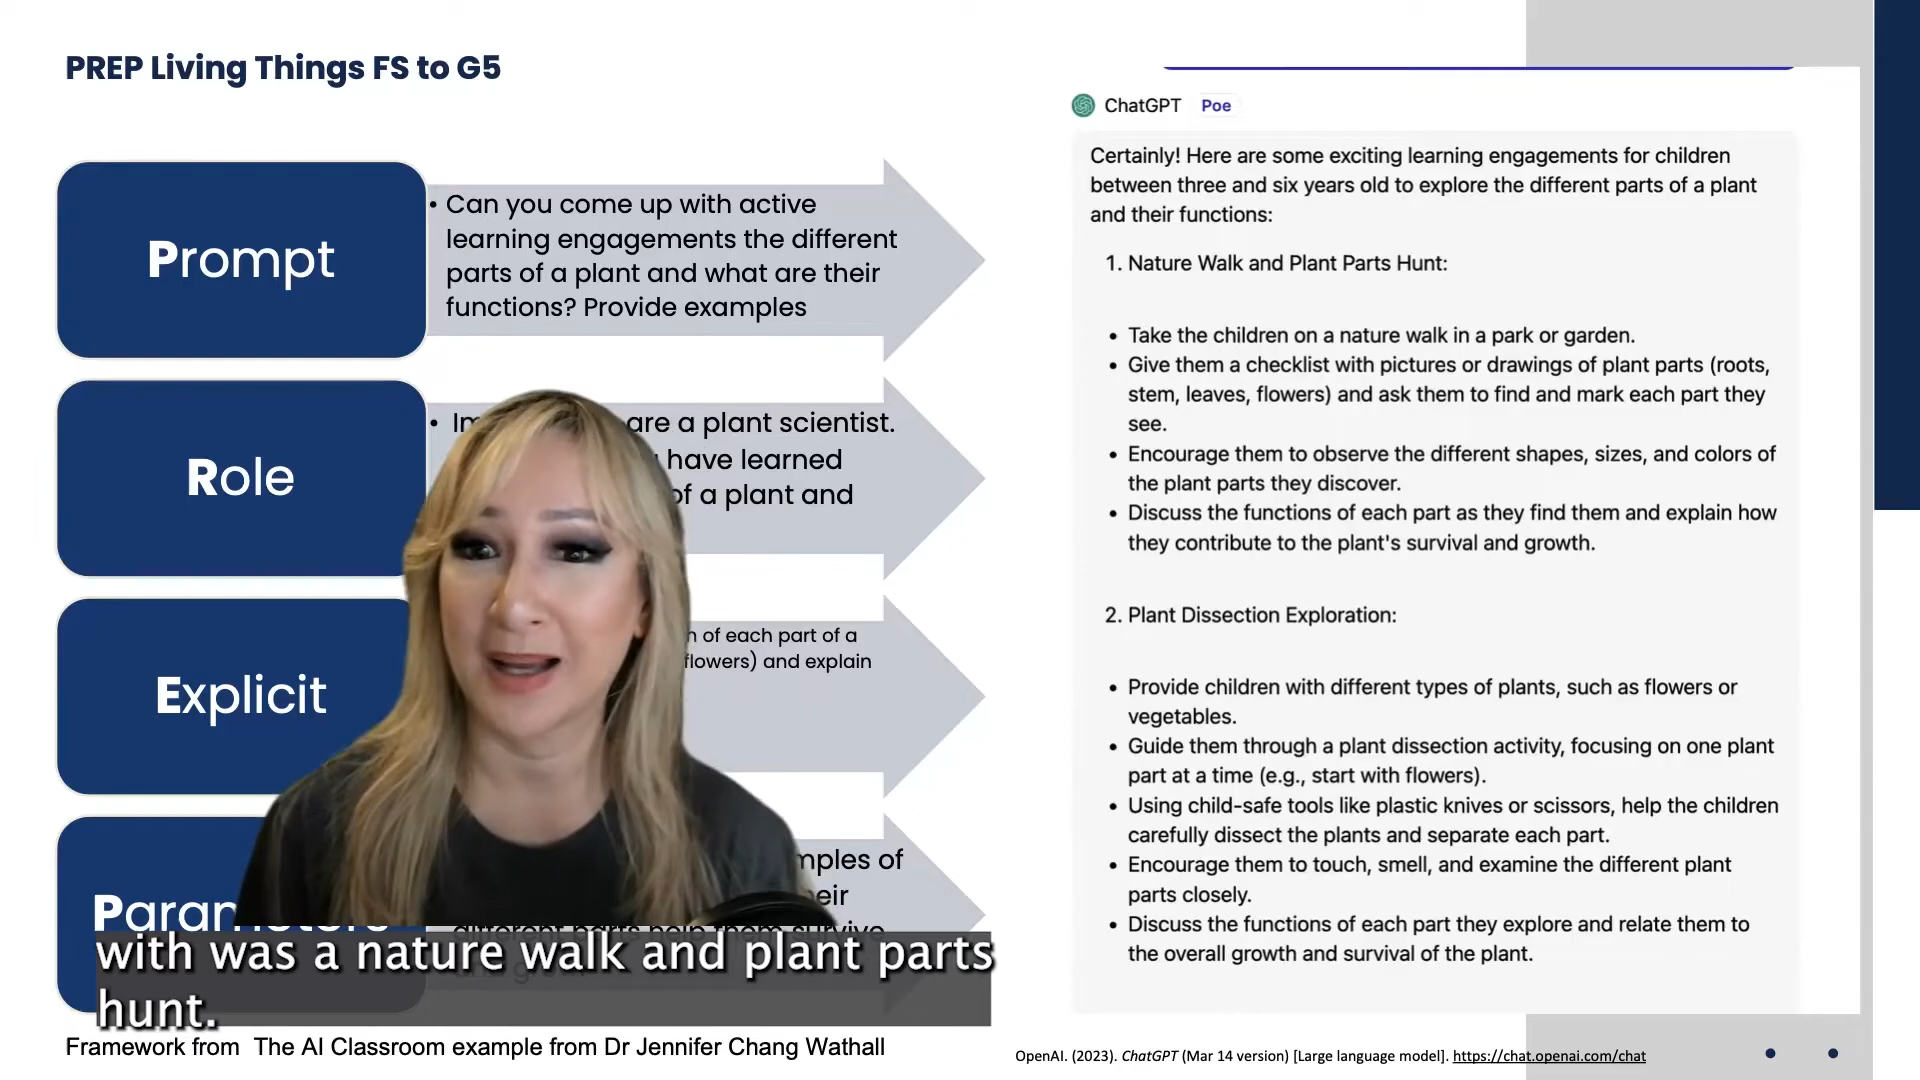 PREP Living Things FS to G5
Prompt
• Can you come up with active
learning engagements the different
parts of a plant and what are their
functions? Provide examples
Role
• are a plant scientist.
have learned
of a plant and
Explicit
of each part of a
flowers) and explain
of
different parts help them survive
with was a nature walk and plant parts
hunt.
Framework from The AI Classroom example from Dr Jennifer Chang Wathall
ChatGPT Poe
Certainly! Here are some exciting learning engagements for children
between three and six years old to explore the different parts of a plant
and their functions:
1. Nature Walk and Plant Parts Hunt:
• Take the children on a nature walk in a park or garden.
• Give them a checklist with pictures or drawings of plant parts (roots,
stem, leaves, flowers) and ask them to find and mark each part they
see.
• Encourage them to observe the different shapes, sizes, and colors of
the plant parts they discover.
• Discuss the functions of each part as they find them and explain how
they contribute to the plant's survival and growth.
2. Plant Dissection Exploration:
• Provide children with different types of plants, such as flowers or
vegetables.
• Guide them through a plant dissection activity, focusing on one plant
part at a time (e.g., start with flowers).
• Using child-safe tools like plastic knives or scissors, help the children
carefully dissect the plants and separate each part.
• Encourage them to touch, smell, and examine the different plant
parts closely.
• Discuss the functions of each part they explore and relate them to
the overall growth and survival of the plant.
OpenAI. (2023). ChatGPT (Mar 14 version) [Large language model]. https://chat.openai.com/chat